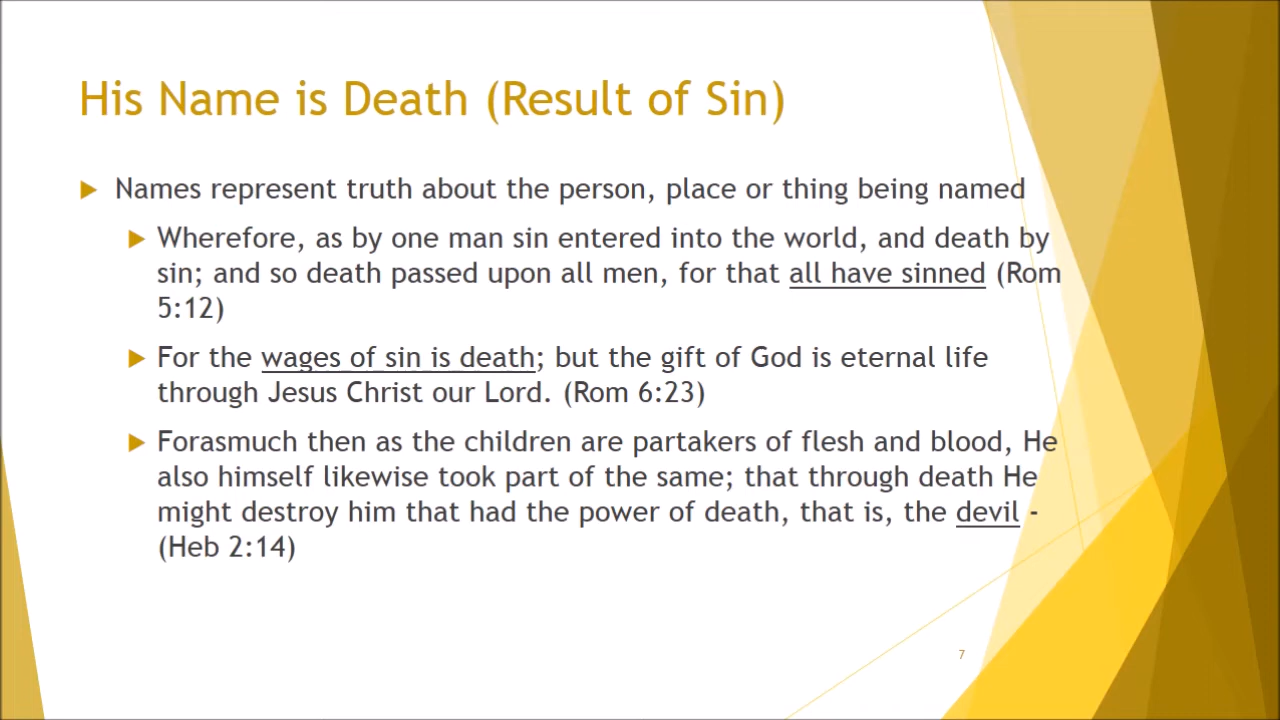 His Name is Death (Result of Sin)
Names represent truth about the person, place or thing being named
Wherefore, as by one man sin entered into the world, and death by
sin; and so death passed upon all men, for that all have sinned (Rom
5:12)
For the wages of sin is death; but the gift of God is eternal life
through Jesus Christ our Lord. (Rom 6:23)
Forasmuch then as the children are partakers of flesh and blood, He
also himself likewise took part of the same; that through death He
might destroy him that had the power of death, that is, the devil -
(Heb 2:14)
7